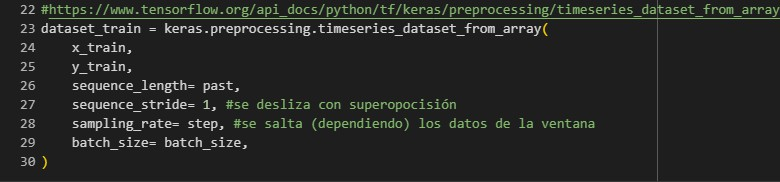 22 #https://www.tensorflow.org/api_docs/python/tf/keras/preprocessing/timeseries_dataset_from_array
23 dataset_train = keras.preprocessing.timeseries_dataset_from_array(
24     x_train,
25     y_train,
26     sequence_length= past,
27     sequence_stride= 1, #se desliza con superopocisión
28     sampling_rate= step, #se salta (dependiendo) los datos de la ventana
29     batch_size= batch_size,
30 )